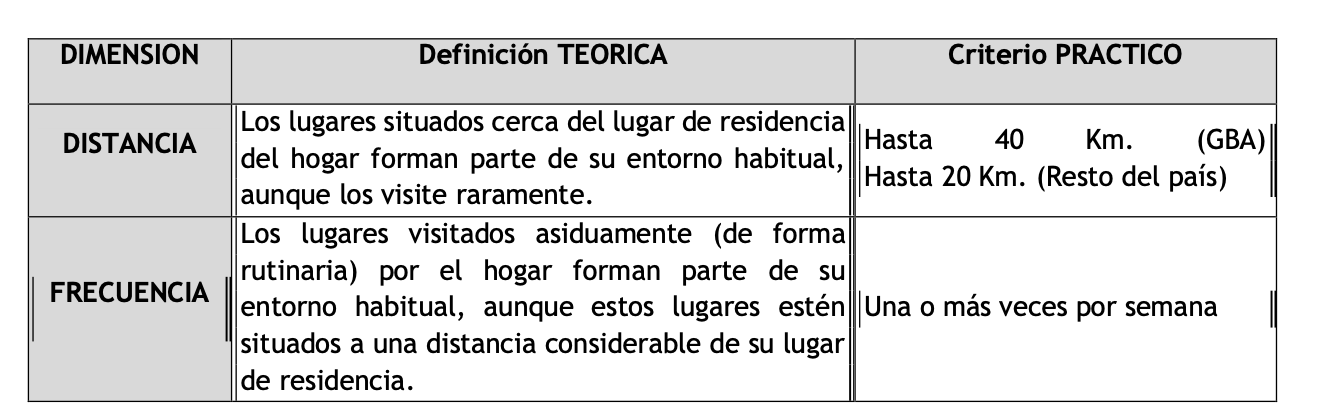 DIMENSION
Definición TEORICA
Criterio PRACTICO
DISTANCIA
Los lugares situados cerca del lugar de residencia
del hogar forman parte de su entorno habitual,
aunque los visite raramente.
Hasta 40 Km. (GBA)
Hasta 20 Km. (Resto del país)
FRECUENCIA
Los lugares visitados asiduamente (de forma
rutinaria) por el hogar forman parte de su
entorno habitual, aunque estos lugares estén
situados a una distancia considerable de su lugar
de residencia.
Una o más veces por semana